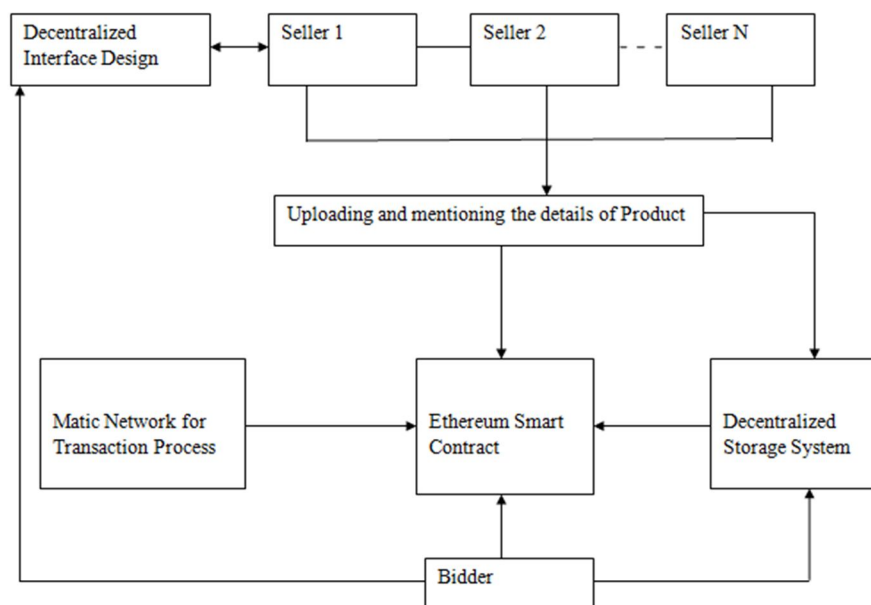 Decentralized
Interface Design
Seller 1
Seller 2
Seller N
Uploading and mentioning the details of Product
Matic Network for
Transaction Process
Ethereum Smart
Contract
Decentralized
Storage System
Bidder